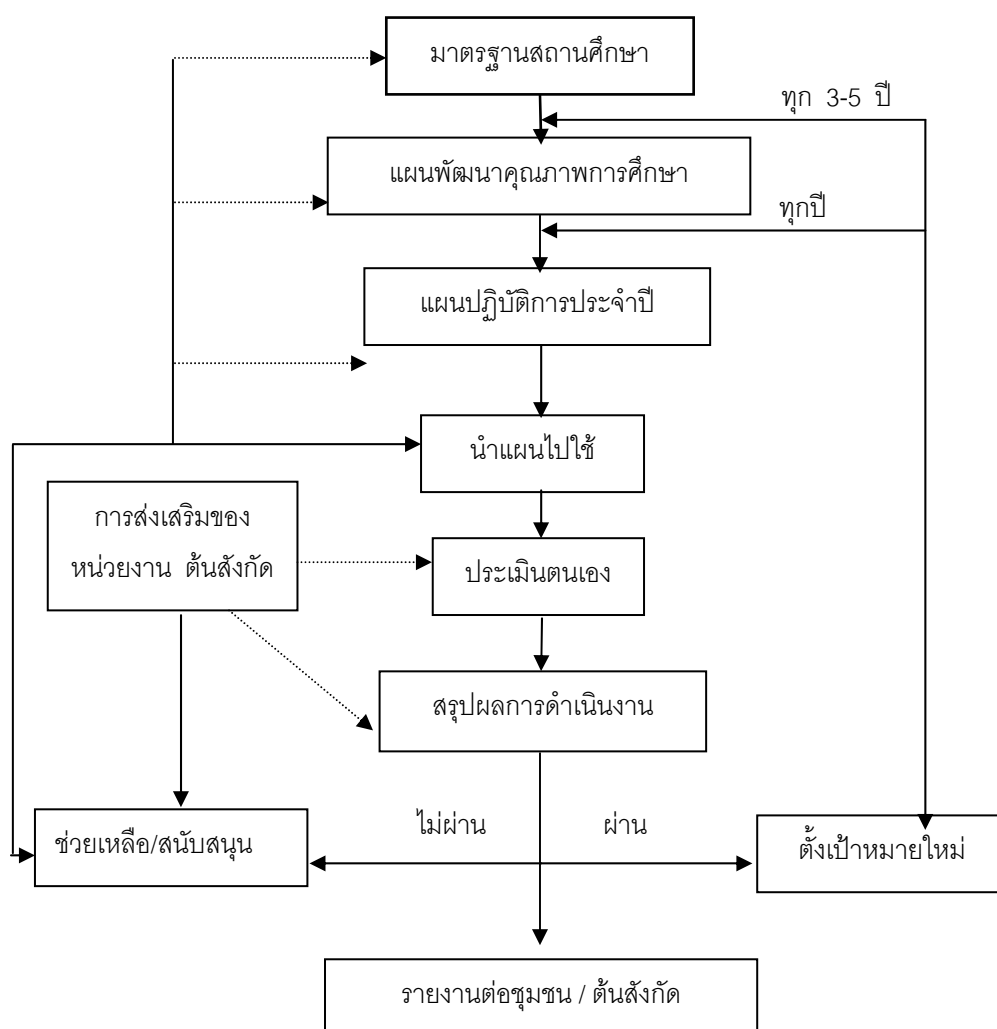 มาตรฐานสถานศึกษา
ทุก 3-5 ปี
แผนพัฒนาคุณภาพการศึกษา
ทุกปี
แผนปฏิบัติการประจำปี
นำแผนไปใช้
การส่งเสริมของ
หน่วยงาน ต้นสังกัด
ประเมินตนเอง
สรุปผลการดำเนินงาน
ไม่ผ่าน
ผ่าน
ช่วยเหลือ/สนับสนุน
ตั้งเป้าหมายใหม่
รายงานต่อชุมชน / ต้นสังกัด